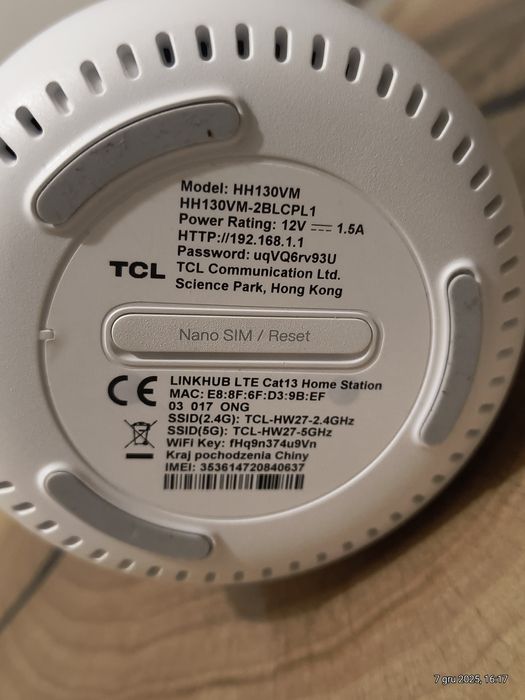 Model: HH130VM
HH130VM-2BLCPL1
Power Rating: 12V 1.5A
HTTP://192.168.1.1
Password: uqVQ6rv93U
TCL
TCL Communication Ltd.
Science Park, Hong Kong
Nano SIM / Reset
CE
LINKHUB LTE Cat13 Home Station
MAC: E8:8F:6F:D3:9B:EF
03 017 ONG
SSID(2.4G): TCL-HW27-2.4GHz
SSID(5G): TCL-HW27-5GHz
WiFi Key: fHq9n374u9Vn
Kraj pochodzenia Chiny
IMEI: 353614720840637
7 gru 2025, 16:17